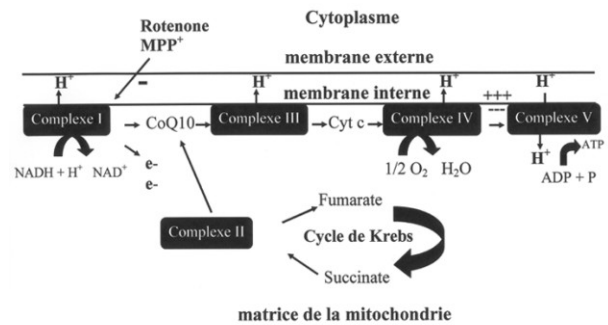 Cytoplasme
Rotenone
MPP⁺
membrane externe
H⁺ - H⁺ H⁺ +++ H⁺
membrane interne ---
Complexe I CoQ10 Complexe III Cyt c Complexe IV Complexe V
NADH + H⁺ NAD⁺ e- 1/2 O₂ H₂O H⁺ ATP
e- ADP + P
Complexe II
Fumarate
Cycle de Krebs
Succinate
matrice de la mitochondrie